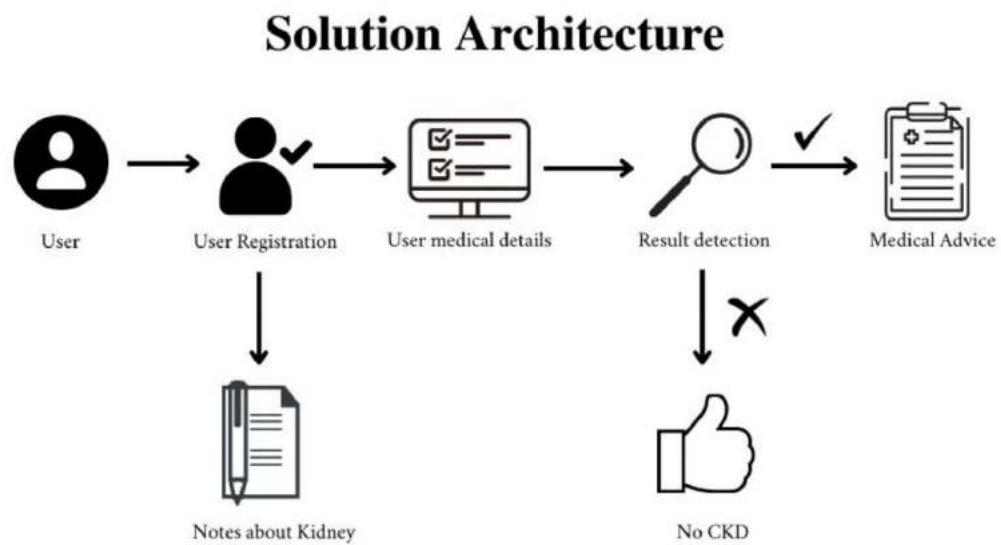 Solution Architecture
User
User Registration
User medical details
Result detection
Medical Advice
Notes about Kidney
No CKD